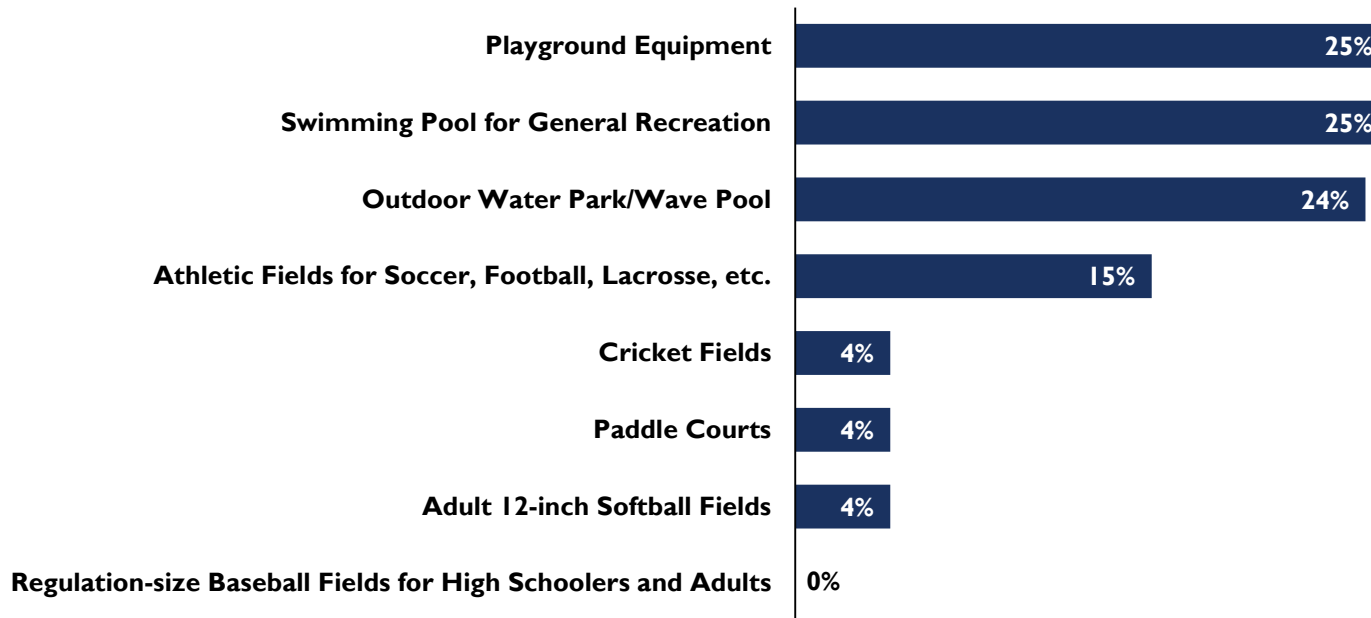 Playground Equipment 25%
Swimming Pool for General Recreation 25%
Outdoor Water Park/Wave Pool 24%
Athletic Fields for Soccer, Football, Lacrosse, etc. 15%
Cricket Fields 4%
Paddle Courts 4%
Adult 12-inch Softball Fields 4%
Regulation-size Baseball Fields for High Schoolers and Adults 0%